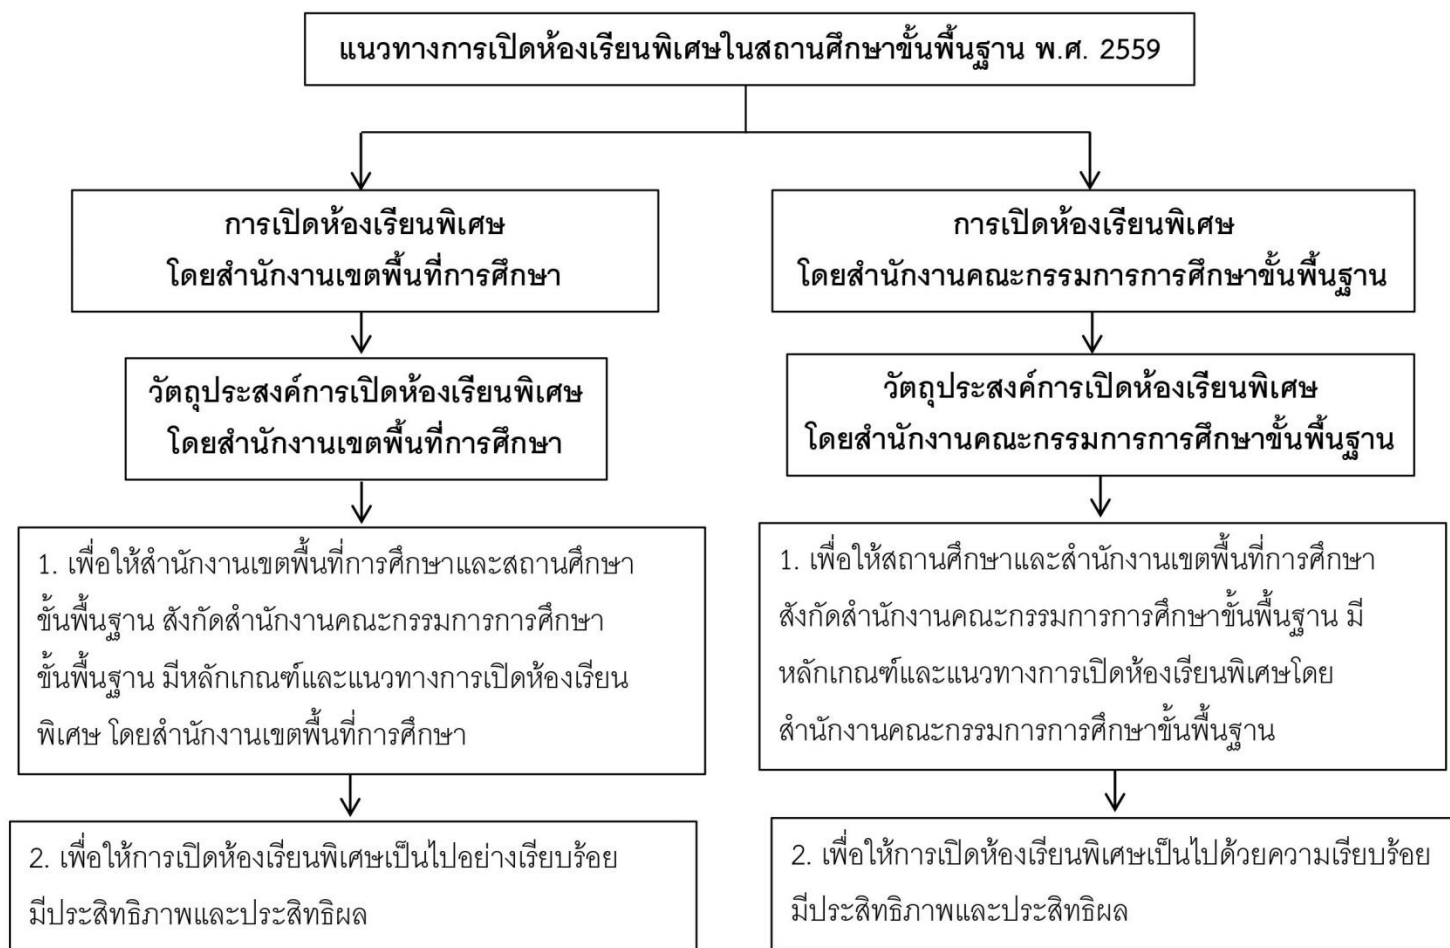 แนวทางการเปิดห้องเรียนพิเศษในสถานศึกษาขั้นพื้นฐาน พ.ศ. 2559
การเปิดห้องเรียนพิเศษ
โดยสำนักงานเขตพื้นที่การศึกษา
วัตถุประสงค์การเปิดห้องเรียนพิเศษ
โดยสำนักงานเขตพื้นที่การศึกษา
1. เพื่อให้สำนักงานเขตพื้นที่การศึกษาและสถานศึกษา
ขั้นพื้นฐาน สังกัดสำนักงานคณะกรรมการการศึกษา
ขั้นพื้นฐาน มีหลักเกณฑ์และแนวทางการเปิดห้องเรียน
พิเศษ โดยสำนักงานเขตพื้นที่การศึกษา
2. เพื่อให้การเปิดห้องเรียนพิเศษเป็นไปอย่างเรียบร้อย
มีประสิทธิภาพและประสิทธิผล
การเปิดห้องเรียนพิเศษ
โดยสำนักงานคณะกรรมการการศึกษาขั้นพื้นฐาน
วัตถุประสงค์การเปิดห้องเรียนพิเศษ
โดยสำนักงานคณะกรรมการการศึกษาขั้นพื้นฐาน
1. เพื่อให้สถานศึกษาและสำนักงานเขตพื้นที่การศึกษา
สังกัดสำนักงานคณะกรรมการการศึกษาขั้นพื้นฐาน มี
หลักเกณฑ์และแนวทางการเปิดห้องเรียนพิเศษโดย
สำนักงานคณะกรรมการการศึกษาขั้นพื้นฐาน
2. เพื่อให้การเปิดห้องเรียนพิเศษเป็นไปด้วยความเรียบร้อย
มีประสิทธิภาพและประสิทธิผล